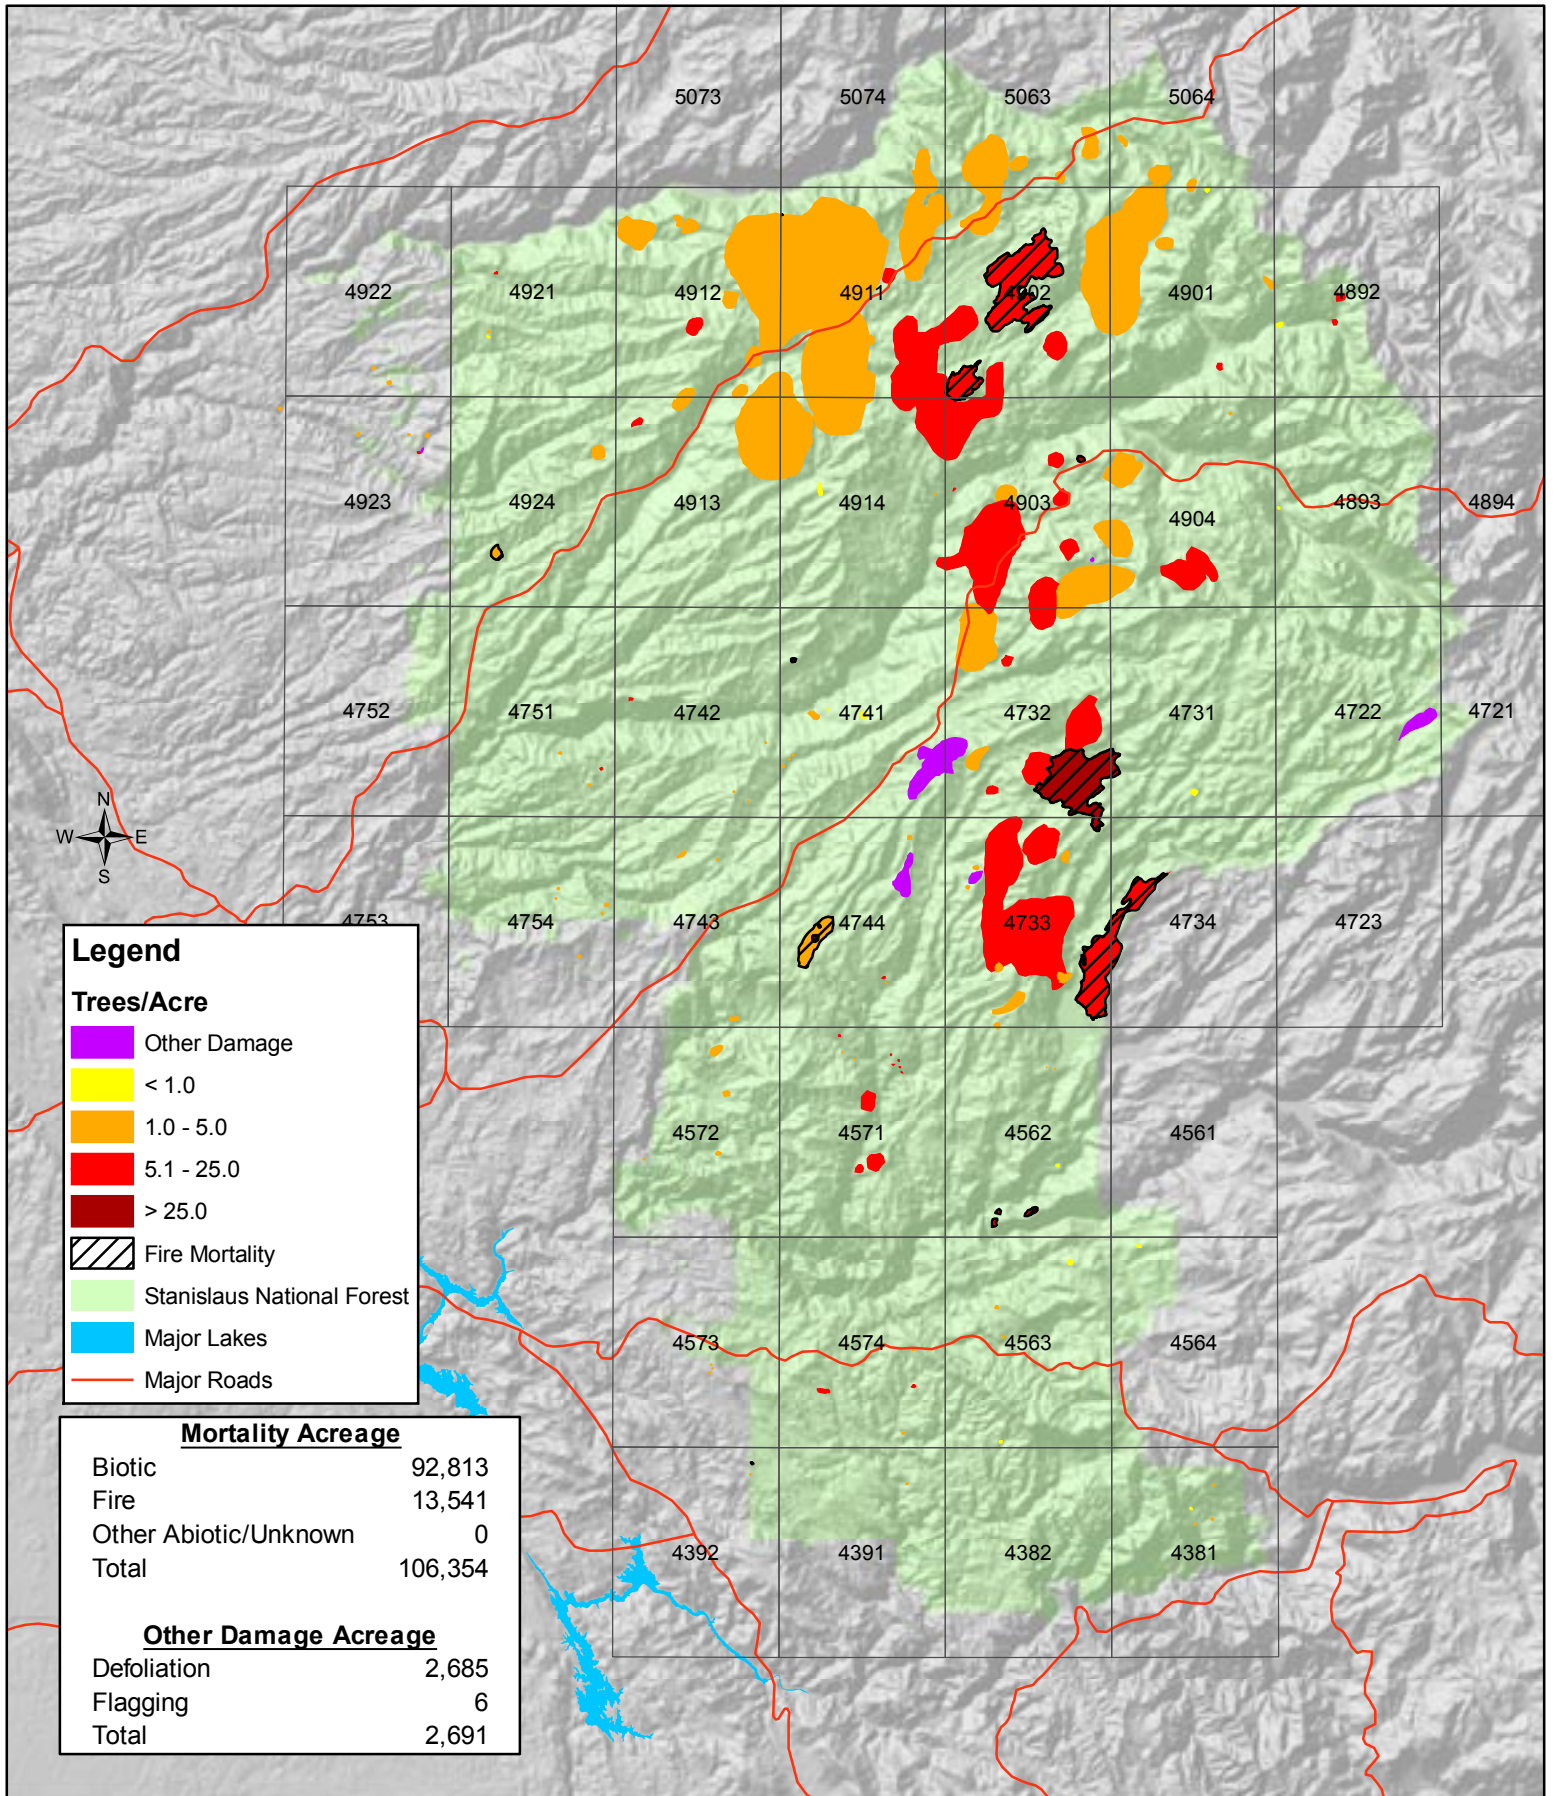 5073 5074 5063 5064
4922 4921 4912 4911 4902 4901 4892
4923 4924 4913 4914 4903 4904 4893 4894
4752 4751 4742 4741 4732 4731 4722 4721
N
W E
S
4753 4754 4743 4744 4733 4734 4723
Legend
Trees/Acre
Other Damage
< 1.0
1.0 - 5.0
5.1 - 25.0
> 25.0
Fire Mortality
Stanislaus National Forest
Major Lakes
Major Roads
4572 4571 4562 4561
4573 4574 4563 4564
4392 4391 4382 4381
Mortality Acreage
Biotic 92,813
Fire 13,541
Other Abiotic/Unknown 0
Total 106,354
Other Damage Acreage
Defoliation 2,685
Flagging 6
Total 2,691